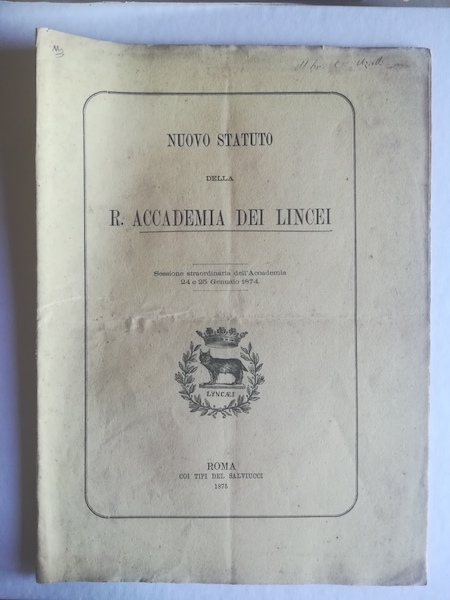 NUOVO STATUTO
DELLA
R. ACCADEMIA DEI LINCEI
Sessione straordinaria dell'Accademia
24 e 25 Gennaio 1874.
LYNCÆI
ROMA
COI TIPI DEL SALVIUCCI
1875